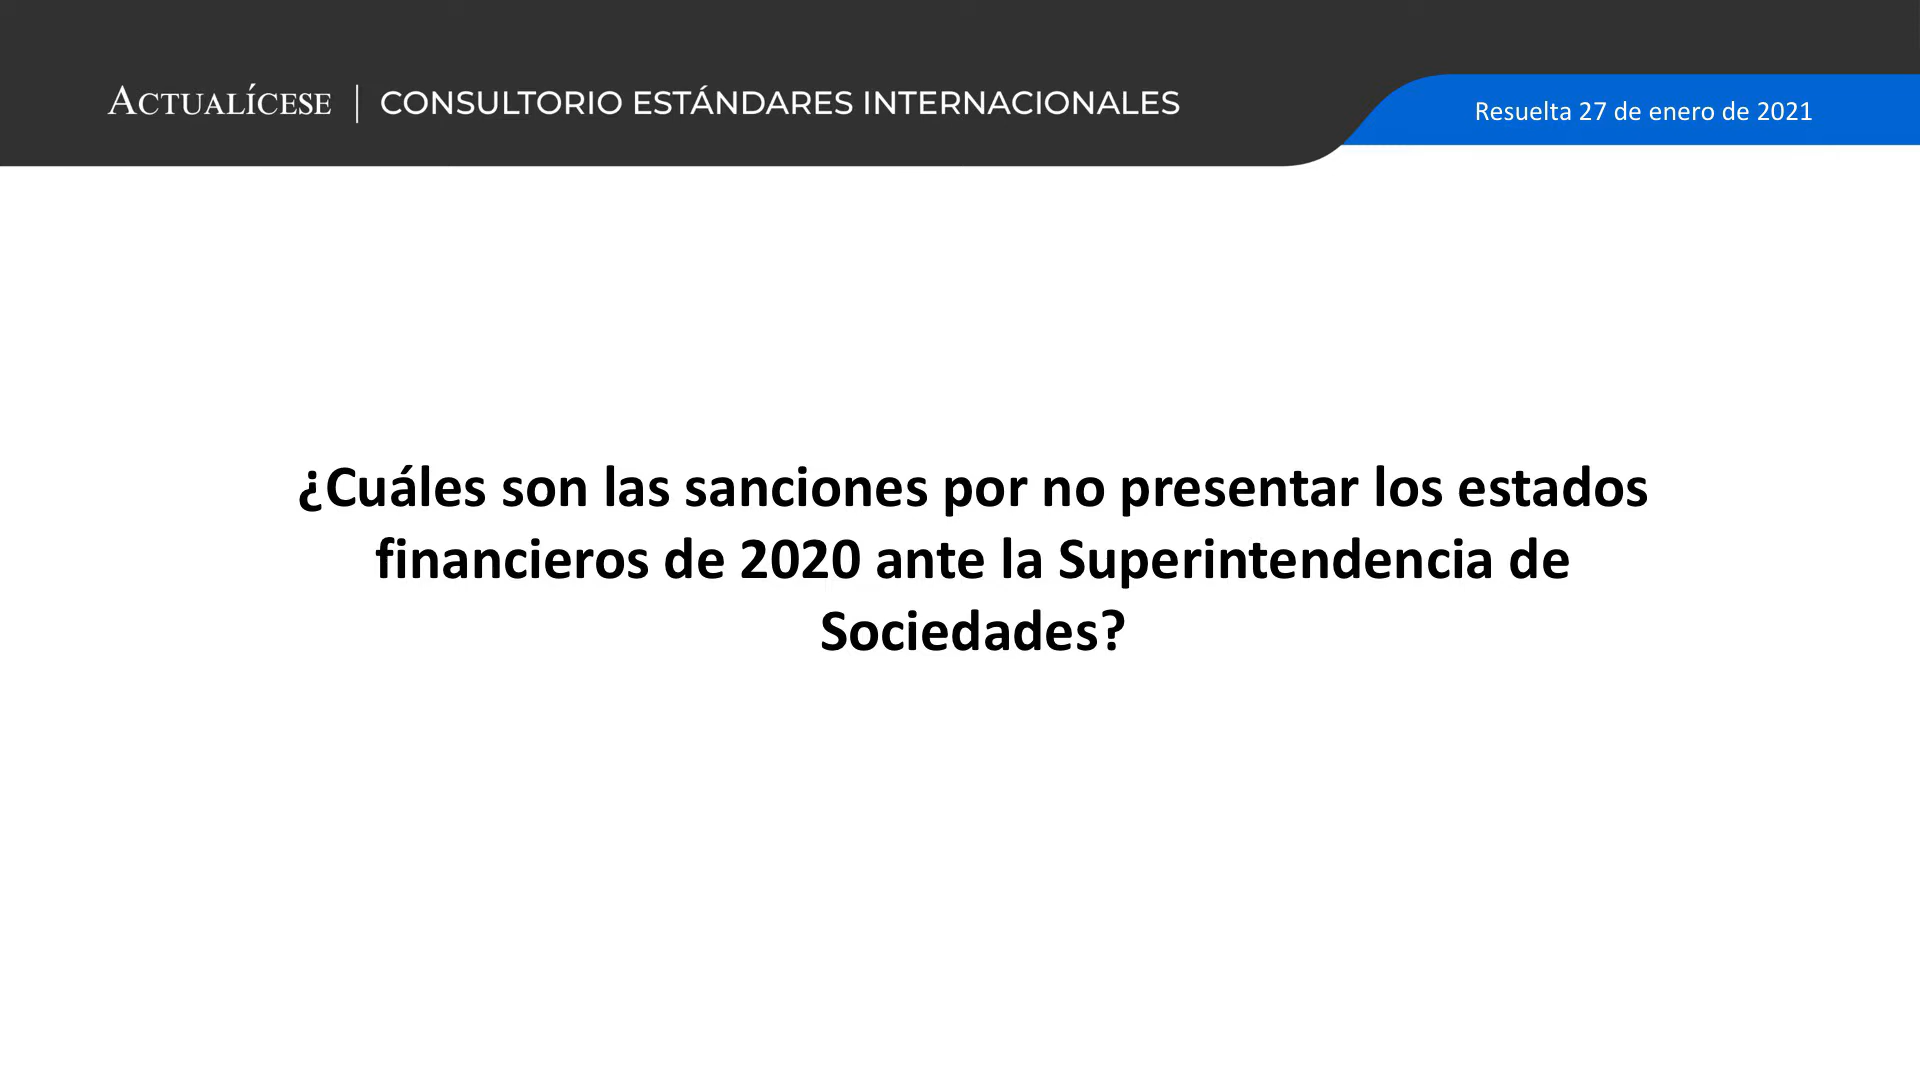 ACTUALÍCESE | CONSULTORIO ESTÁNDARES INTERNACIONALES
Resuelta 27 de enero de 2021
¿Cuáles son las sanciones por no presentar los estados
financieros de 2020 ante la Superintendencia de
Sociedades?